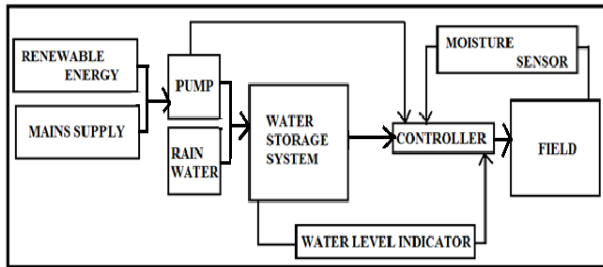 RENEWABLE
ENERGY
MAINS SUPPLY
PUMP
RAIN
WATER
WATER
STORAGE
SYSTEM
CONTROLLER
MOISTURE
SENSOR
FIELD
WATER LEVEL INDICATOR